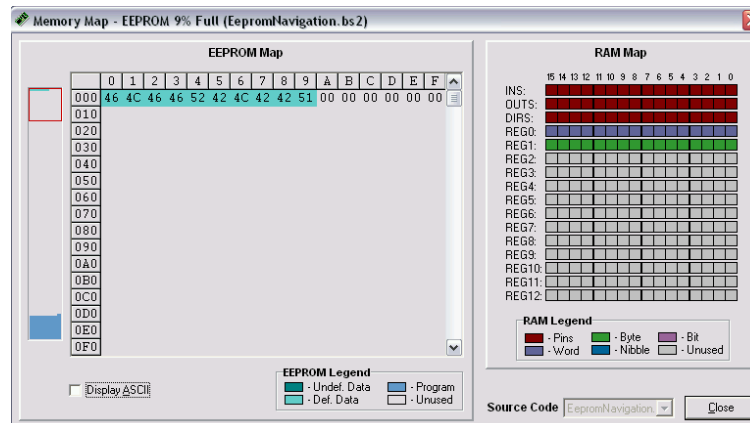 Memory Map - EEPROM 9% Full (EepromNavigation.bs2)
EEPROM Map
0 1 2 3 4 5 6 7 8 9 A B C D E F
000 46 4C 46 46 52 42 4C 42 42 51 00 00 00 00 00 00
010
020
030
040
050
060
070
080
090
0A0
0B0
0C0
0D0
0E0
0F0
Display ASCII
EEPROM Legend
- Undef. Data - Program
- Def. Data - Unused
RAM Map
15 14 13 12 11 10 9 8 7 6 5 4 3 2 1 0
INS:
OUTS:
DIRS:
REG0:
REG1:
REG2:
REG3:
REG4:
REG5:
REG6:
REG7:
REG8:
REG9:
REG10:
REG11:
REG12:
RAM Legend
- Pins - Byte - Bit
- Word - Nibble - Unused
Source Code EepromNavigation. Close